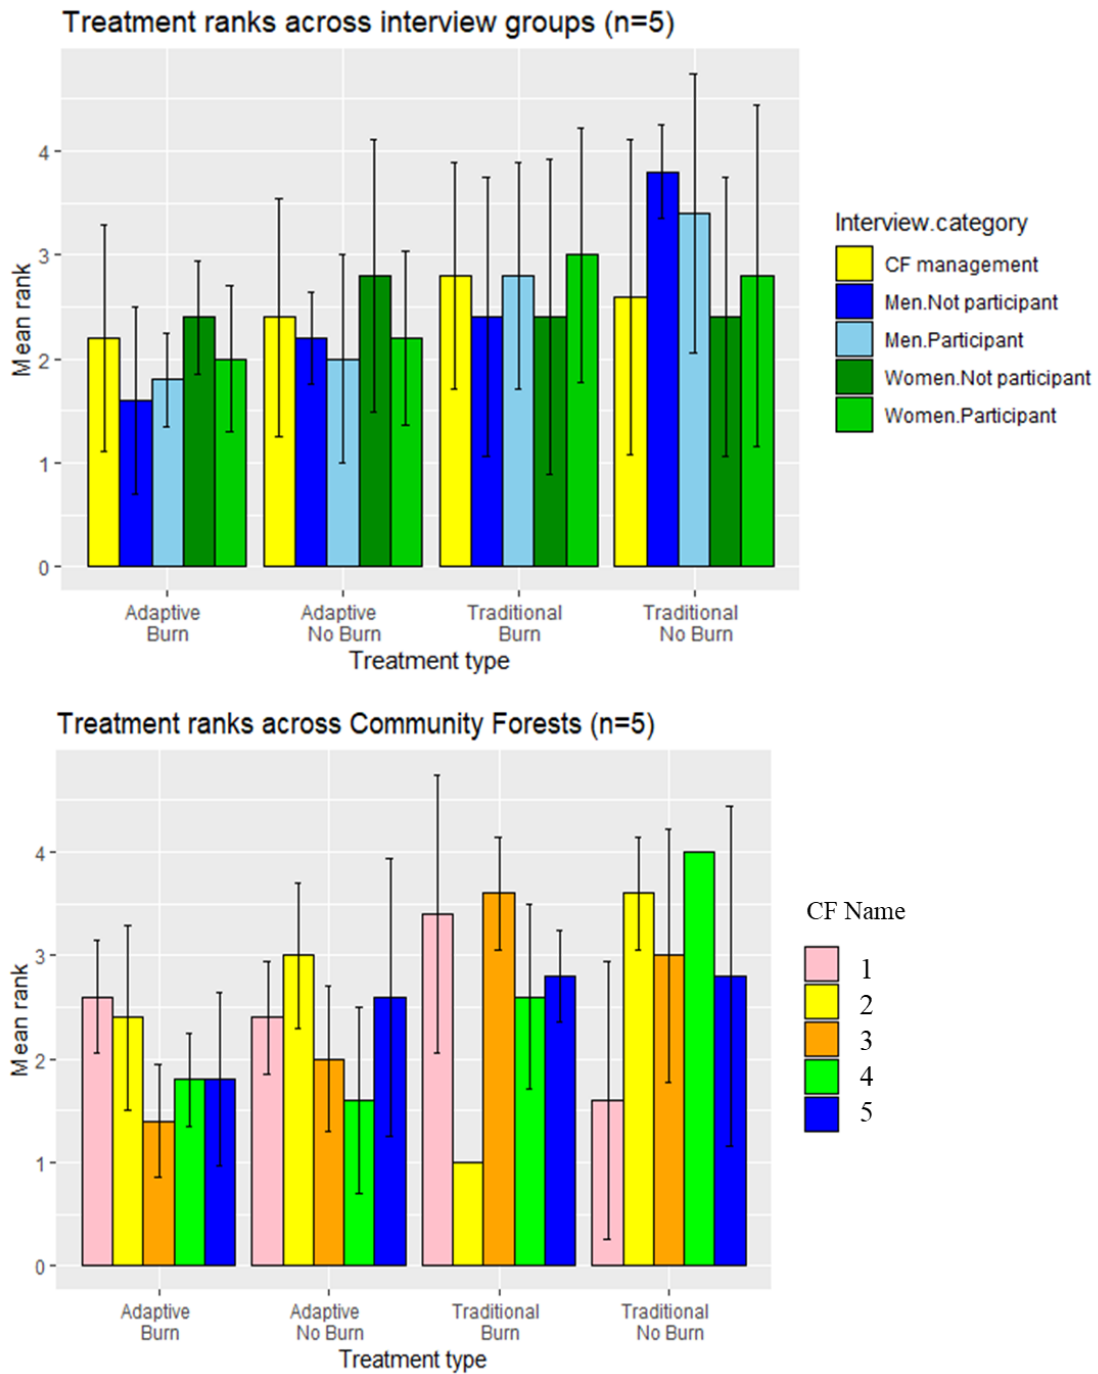 Treatment ranks across interview groups (n=5)
Mean rank
4
3
2
1
0
Adaptive
Burn
Adaptive
No Burn
Traditional
Burn
Traditional
No Burn
Treatment type
Interview.category
CF management
Men.Not participant
Men.Participant
Women.Not participant
Women.Participant
Treatment ranks across Community Forests (n=5)
Mean rank
4
3
2
1
0
Adaptive
Burn
Adaptive
No Burn
Traditional
Burn
Traditional
No Burn
Treatment type
CF Name
1
2
3
4
5